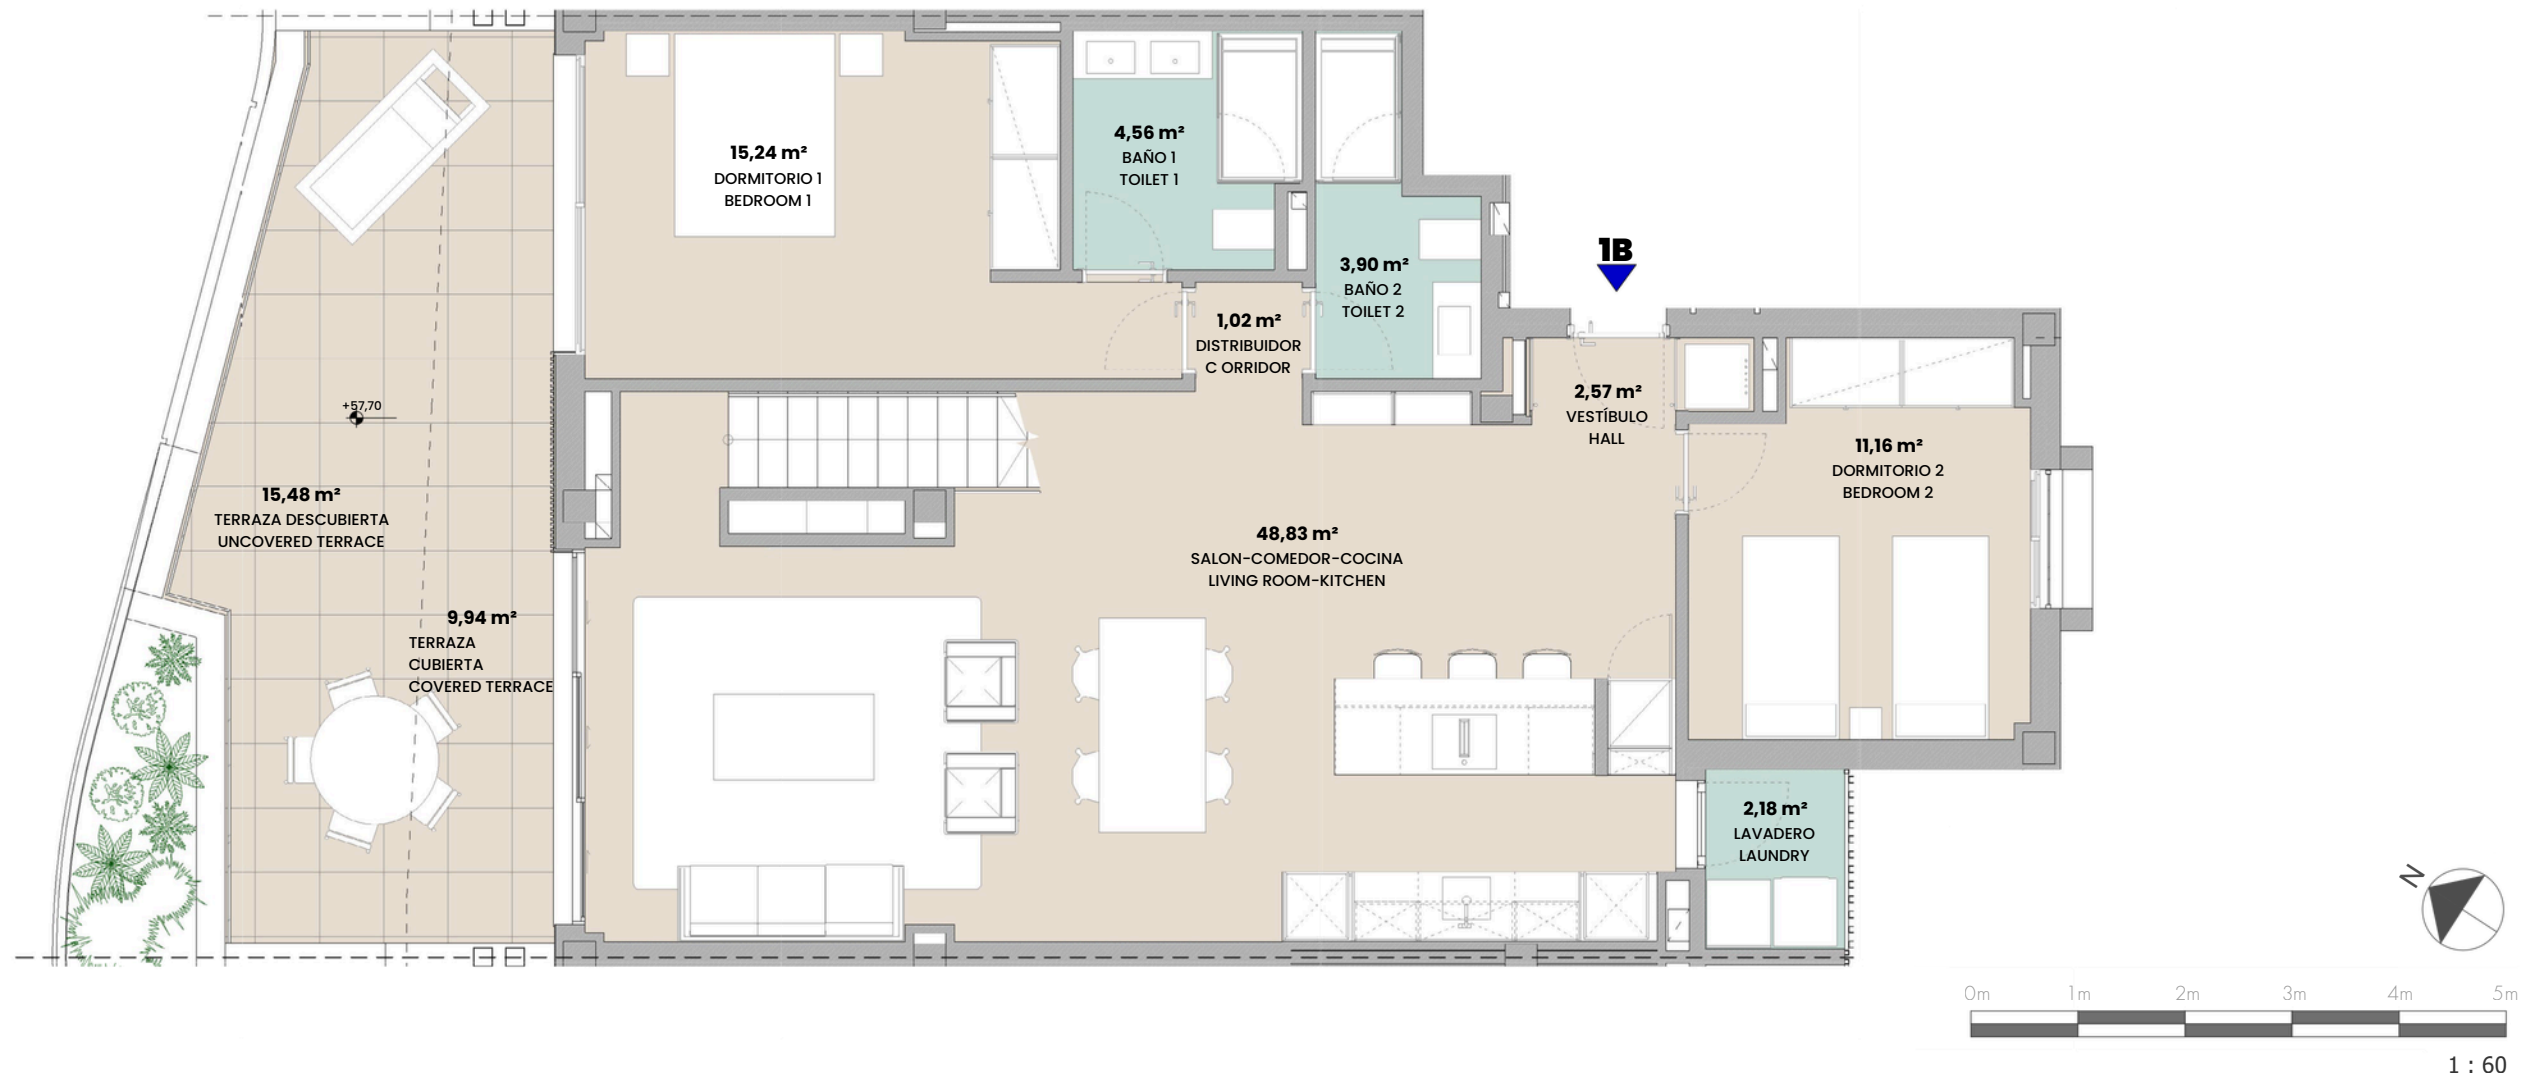 15,24 m²
DORMITORIO 1
BEDROOM 1
4,56 m²
BAÑO 1
TOILET 1
3,90 m²
BAÑO 2
TOILET 2
1B
1,02 m²
DISTRIBUIDOR
C ORRIDOR
2,57 m²
VESTÍBULO
HALL
+57,70
11,16 m²
DORMITORIO 2
BEDROOM 2
15,48 m²
TERRAZA DESCUBIERTA
UNCOVERED TERRACE
48,83 m²
SALON-COMEDOR-COCINA
LIVING ROOM-KITCHEN
9,94 m²
TERRAZA
CUBIERTA
COVERED TERRACE
2,18 m²
LAVADERO
LAUNDRY
N
0m 1m 2m 3m 4m 5m
1 : 60